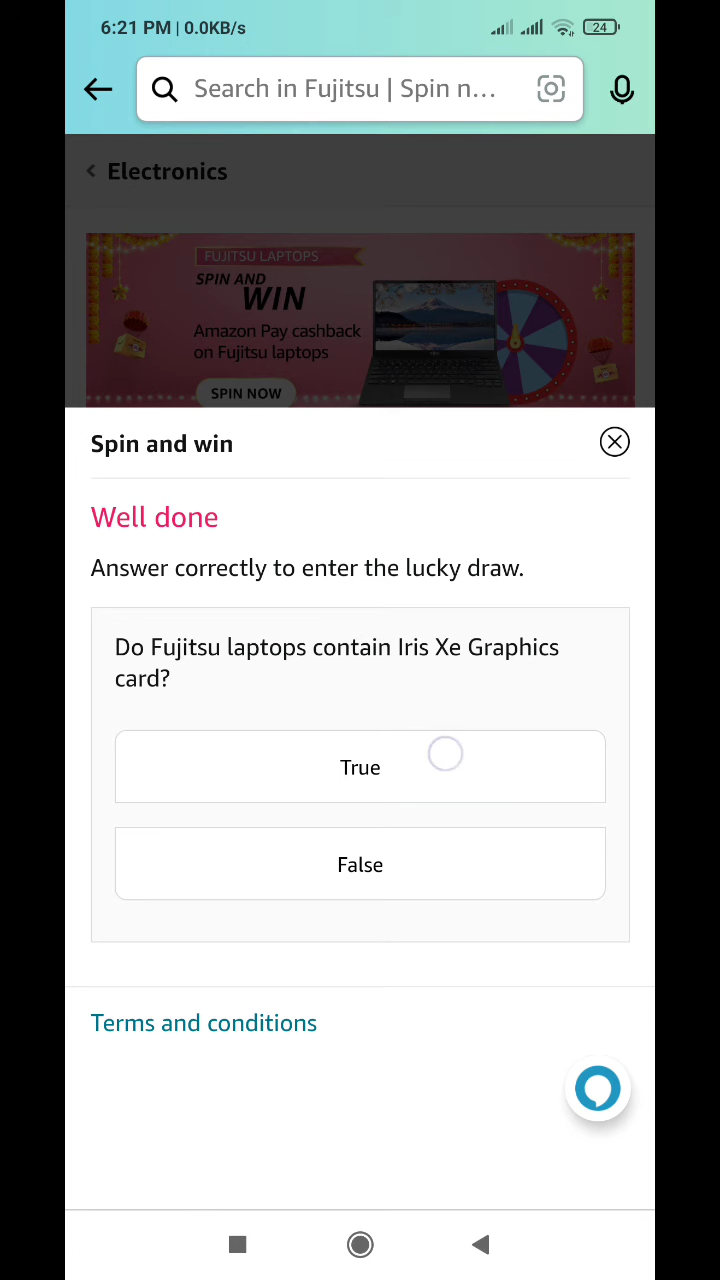 6:21 PM | 0.0KB/s
24
Search in Fujitsu | Spin n...
Electronics
FUJITSU LAPTOPS
SPIN AND
WIN
Amazon Pay cashback
on Fujitsu laptops
SPIN NOW
Spin and win
Well done
Answer correctly to enter the lucky draw.
Do Fujitsu laptops contain Iris Xe Graphics
card?
True
False
Terms and conditions